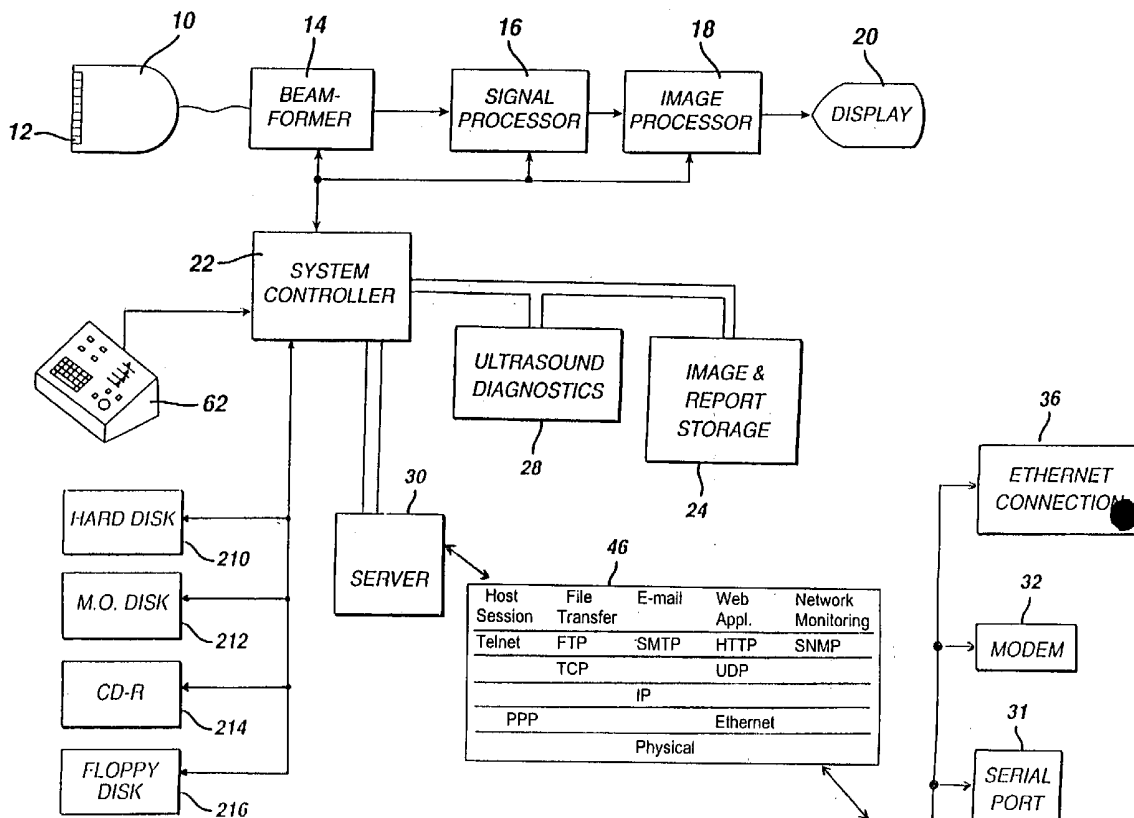 10
14
16
18
20
12
BEAM-
FORMER
SIGNAL
PROCESSOR
IMAGE
PROCESSOR
DISPLAY
22
SYSTEM
CONTROLLER
62
ULTRASOUND
DIAGNOSTICS
28
IMAGE &
REPORT
STORAGE
24
36
ETHERNET
CONNECTION
30
SERVER
HARD DISK
210
M.O. DISK
212
CD-R
214
FLOPPY
DISK
216
46
Host Session File Transfer E-mail Web Appl. Network Monitoring
Telnet FTP SMTP HTTP SNMP
TCP UDP
IP
PPP Ethernet
Physical
32
MODEM
31
SERIAL
PORT